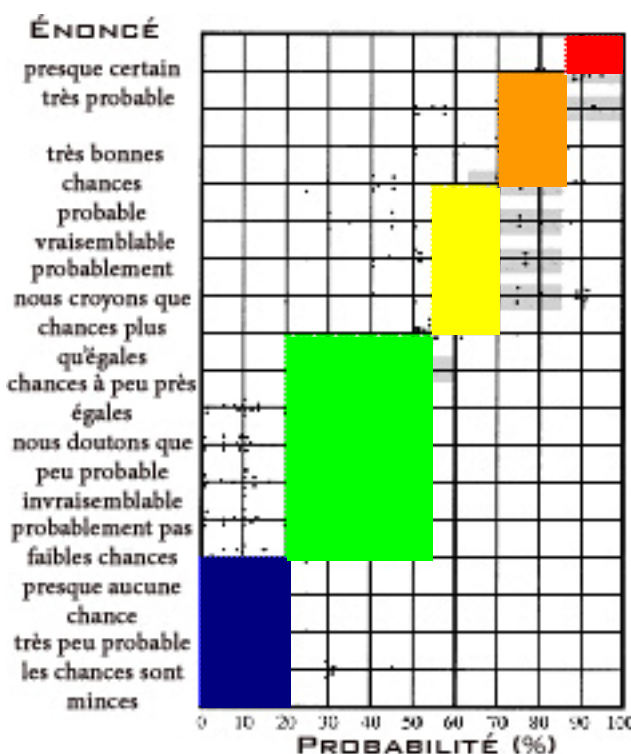 Énoncé
presque certain
très probable
très bonnes
chances
probable
vraisemblable
probablement
nous croyons que
chances plus
qu'égales
chances à peu près
égales
nous doutons que
peu probable
invraisemblable
probablement pas
faibles chances
presque aucune
chance
très peu probable
les chances sont
minces
0 10 20 30 40 50 60 70 80 90 100
Probabilité (%)